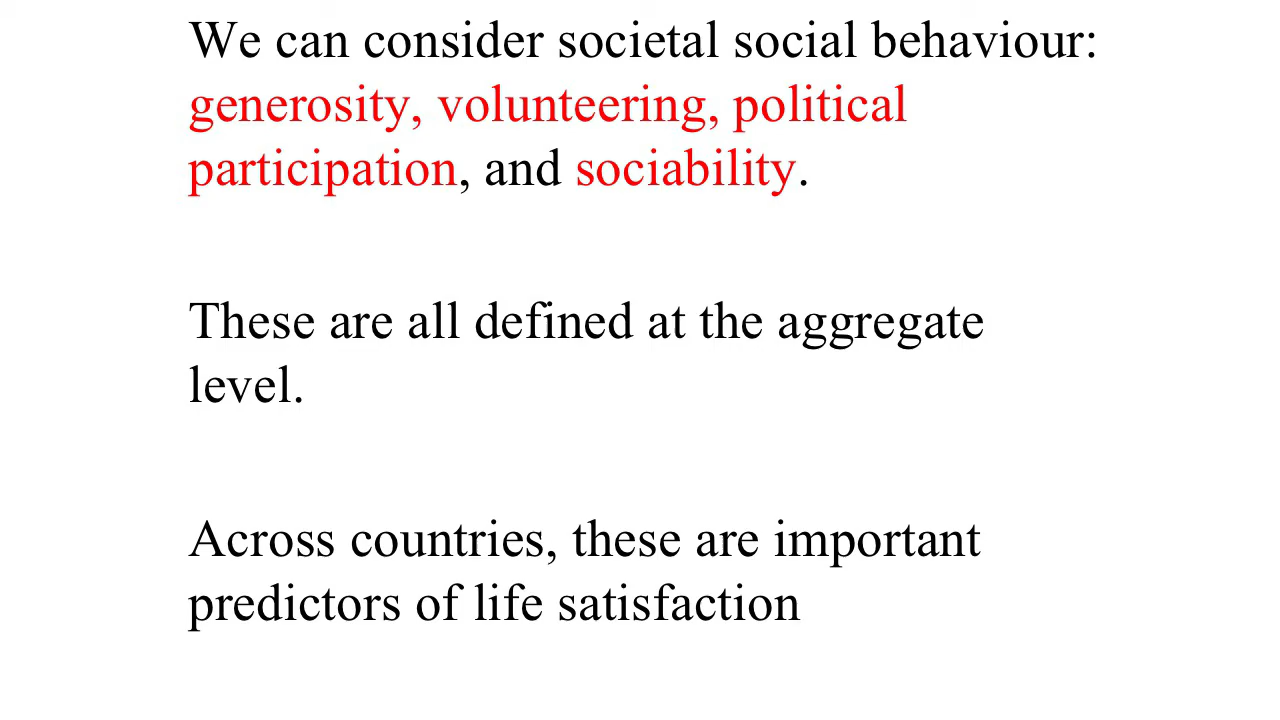 We can consider societal social behaviour:
generosity, volunteering, political
participation, and sociability.
These are all defined at the aggregate
level.
Across countries, these are important
predictors of life satisfaction